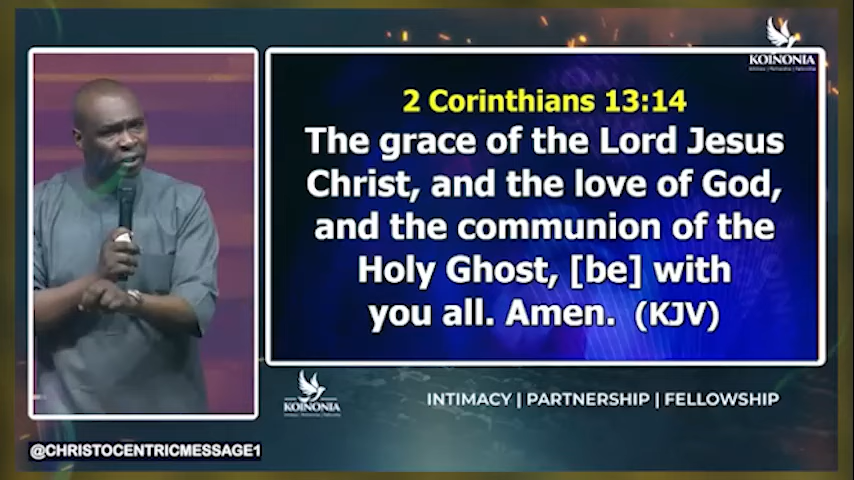 KOINONIA
2 Corinthians 13:14
The grace of the Lord Jesus
Christ, and the love of God,
and the communion of the
Holy Ghost, [be] with
you all. Amen. (KJV)
KOINONIA
INTIMACY | PARTNERSHIP | FELLOWSHIP
@CHRISTOCENTRICMESSAGE1